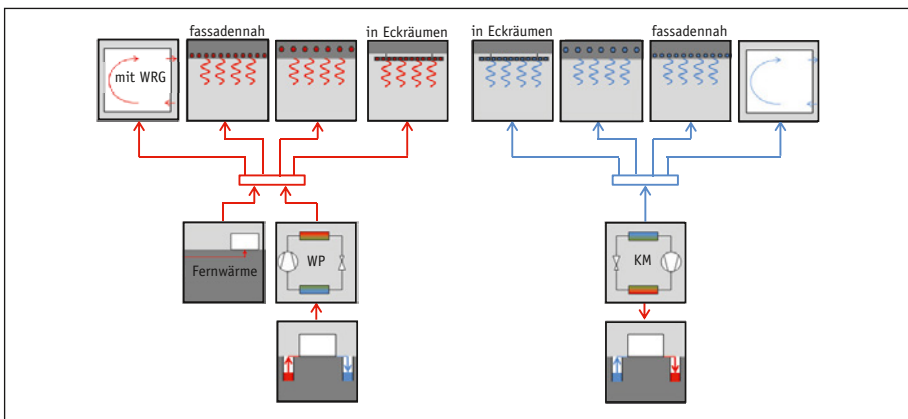 fassadennah
in Eckräumen
in Eckräumen
fassadennah
mit WRG
Fernwärme
WP
KM